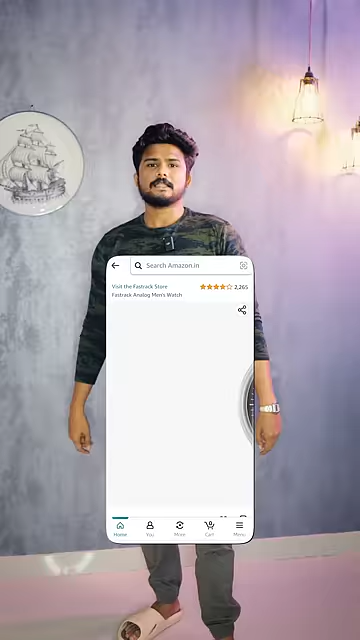 Search Amazon.in
Visit the Fastrack Store
2,265
Fastrack Analog Men's Watch
Home
You
More
Cart
Menu